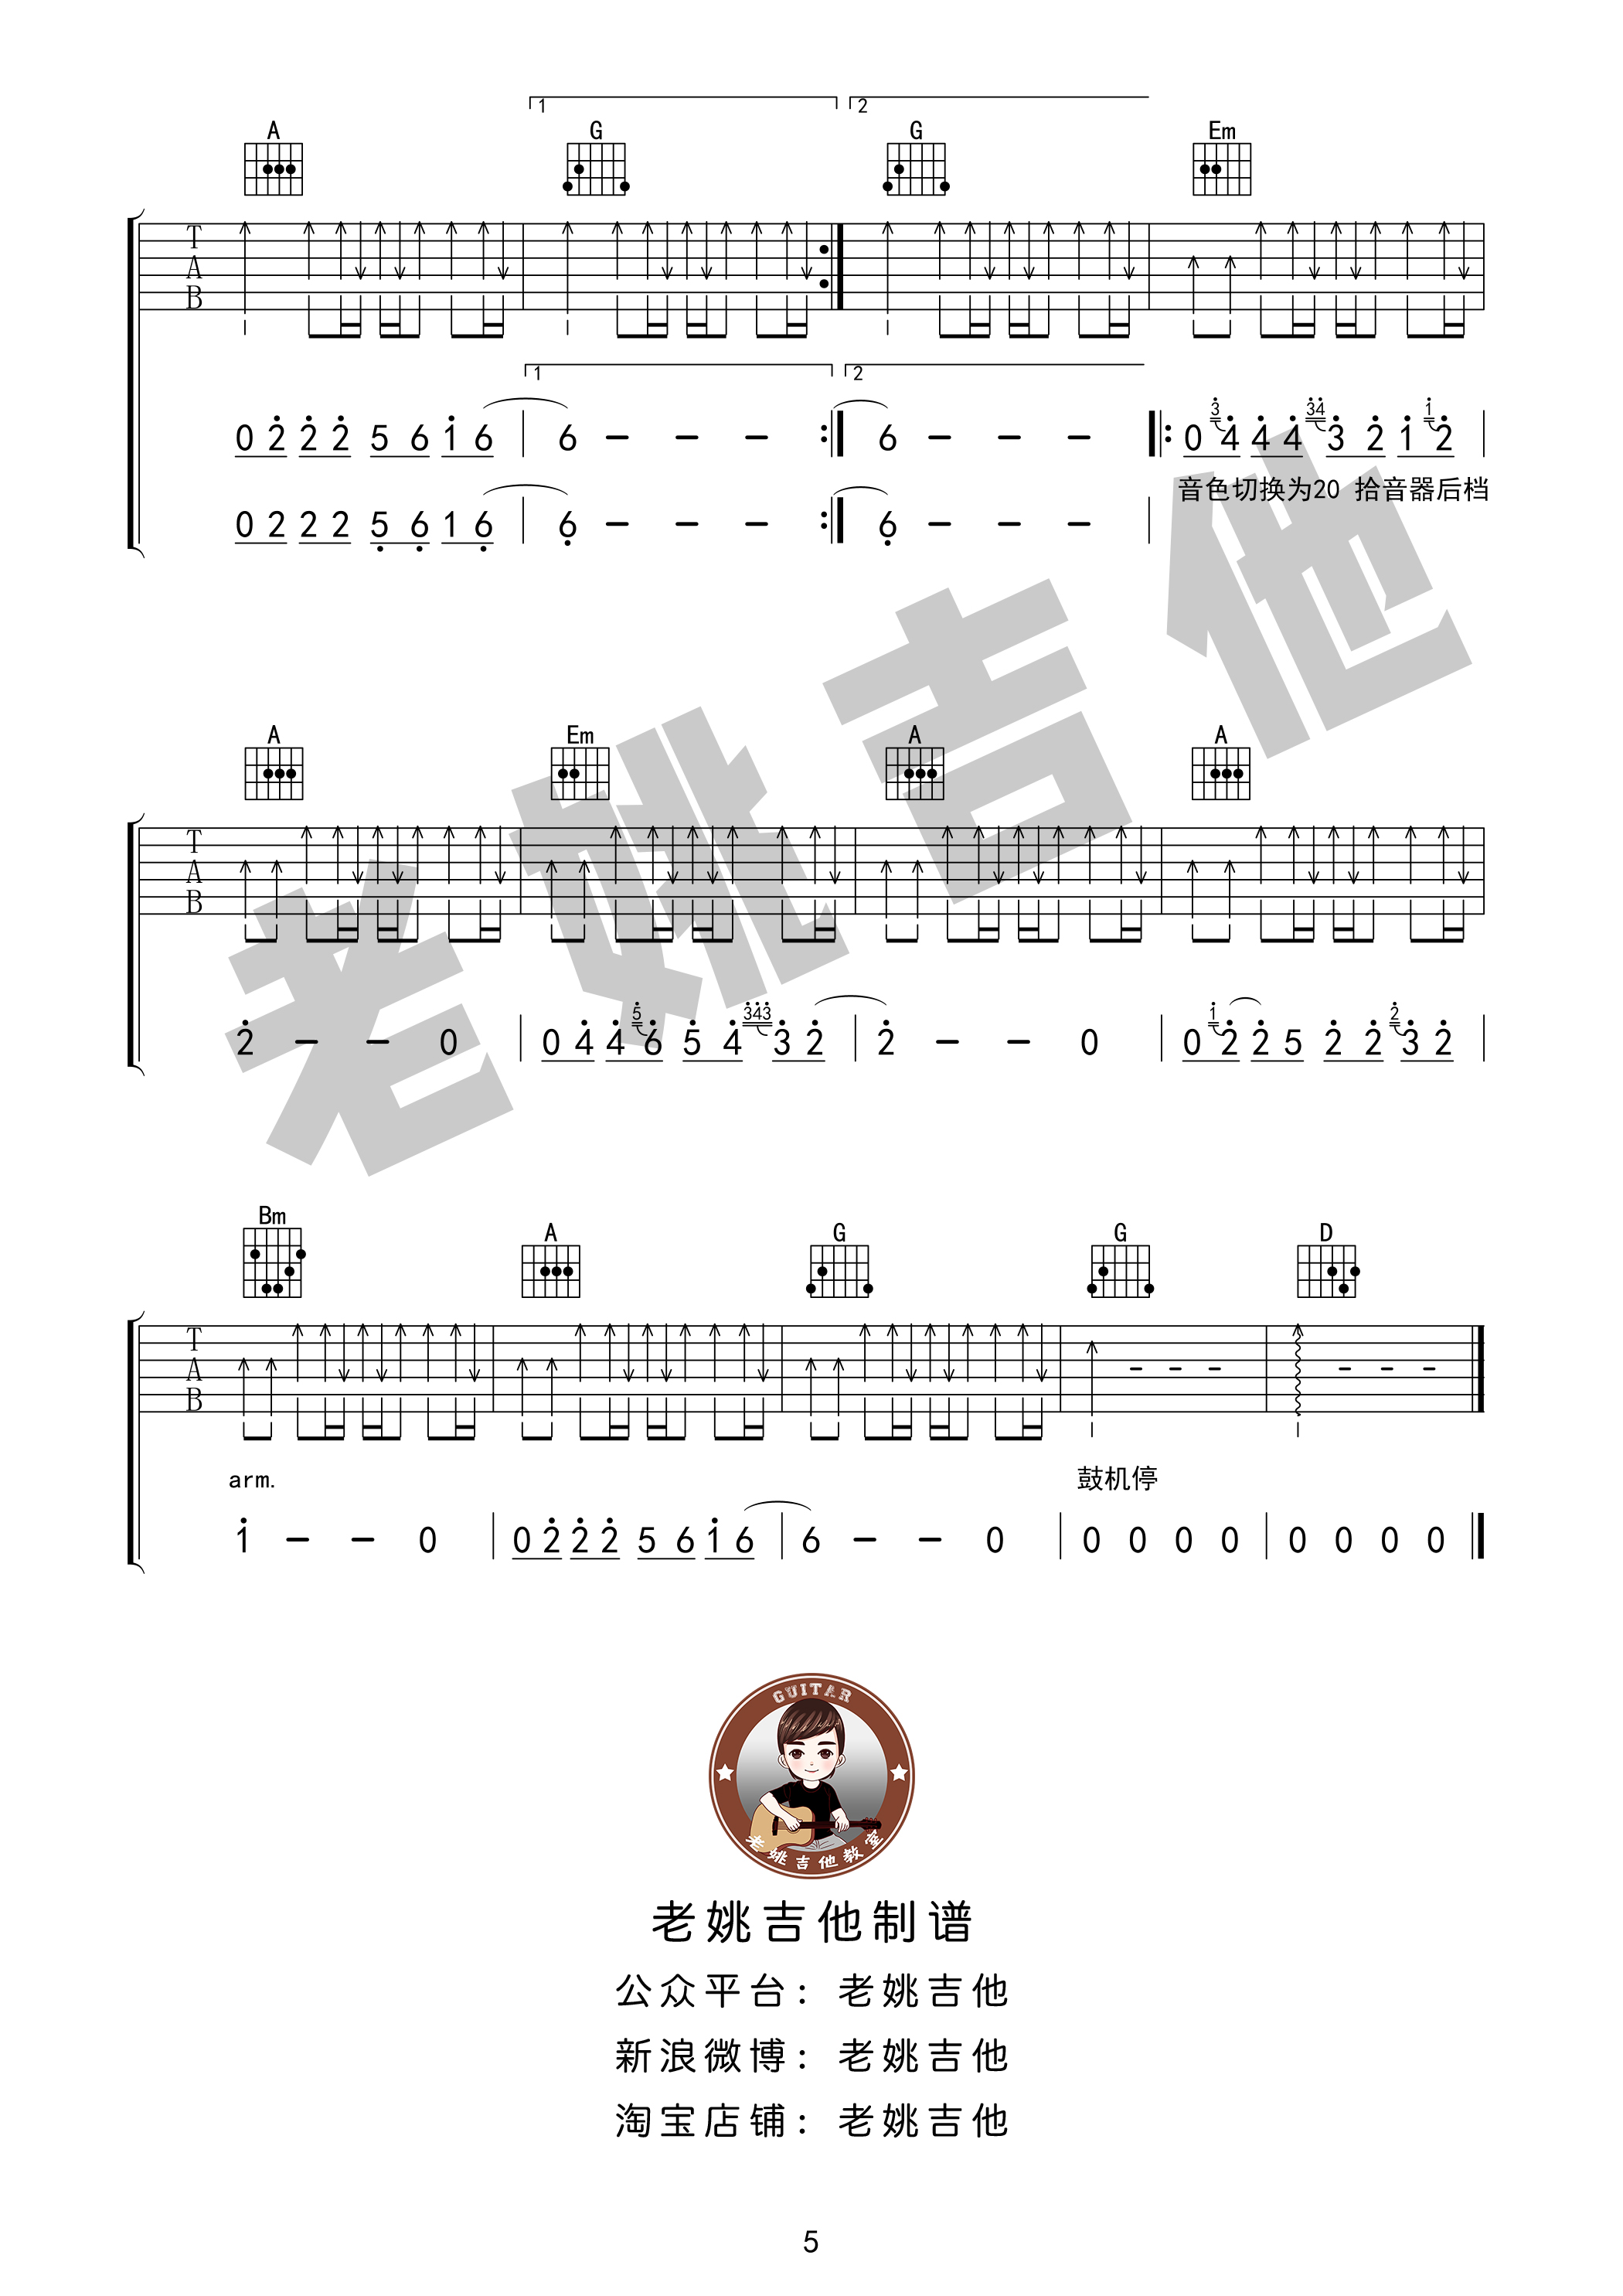 1 2
A G G Em
T
A
B
1 2
3 34 1
0 2 2 2 5 6 1 6 6 - - - 6 - - - 0 4 4 4 3 2 1 2
音色切换为20 拾音器后档
0 2 2 2 5 6 1 6 6 - - - 6 - - -
老姚吉他
A Em A A
T
A
B
5 343 1 2
2 - - 0 0 4 4 6 5 4 3 2 2 - - 0 0 2 2 5 2 2 3 2
Bm A G G D
T
A
B
- - - - - -
arm. 鼓机停
1 - - 0 0 2 2 2 5 6 1 6 6 - - 0 0 0 0 0 0 0 0 0
GUITAR
老姚吉他教室
老姚吉他制谱
公众平台：老姚吉他
新浪微博：老姚吉他
淘宝店铺：老姚吉他
5